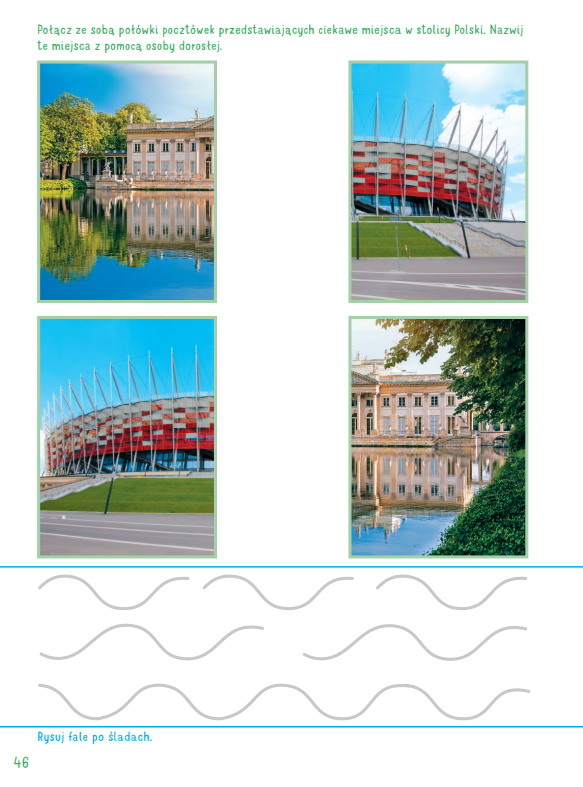 Połącz ze sobą połówki pocztówek przedstawiających ciekawe miejsca w stolicy Polski. Nazwij
te miejsca z pomocą osoby dorosłej.
Rysuj fale po śladach.
46